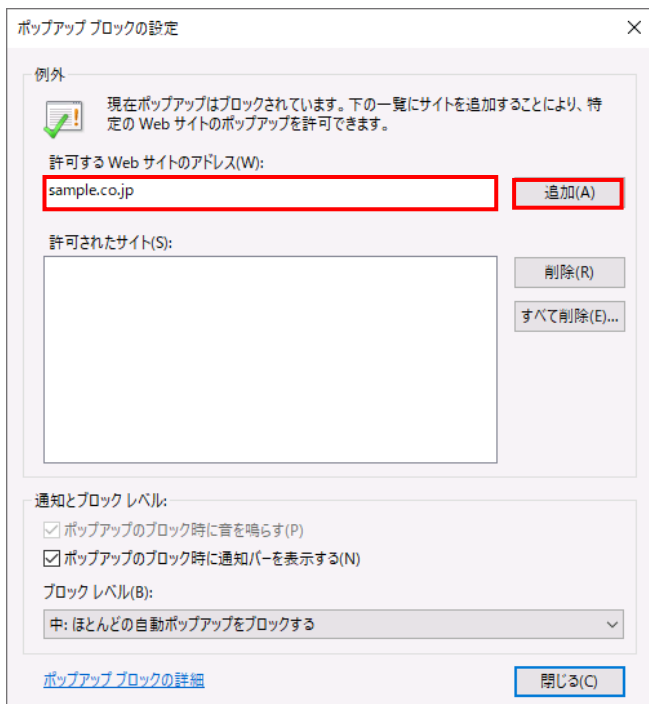 ポップアップ ブロックの設定
例外
現在ポップアップはブロックされています。下の一覧にサイトを追加することにより、特
定の Web サイトのポップアップを許可できます。
許可する Web サイトのアドレス(W):
sample.co.jp
追加(A)
許可されたサイト(S):
削除(R)
すべて削除(E)...
通知とブロック レベル:
ポップアップのブロック時に音を鳴らす(P)
ポップアップのブロック時に通知バーを表示する(N)
ブロック レベル(B):
中: ほとんどの自動ポップアップをブロックする
ポップアップ ブロックの詳細
閉じる(C)